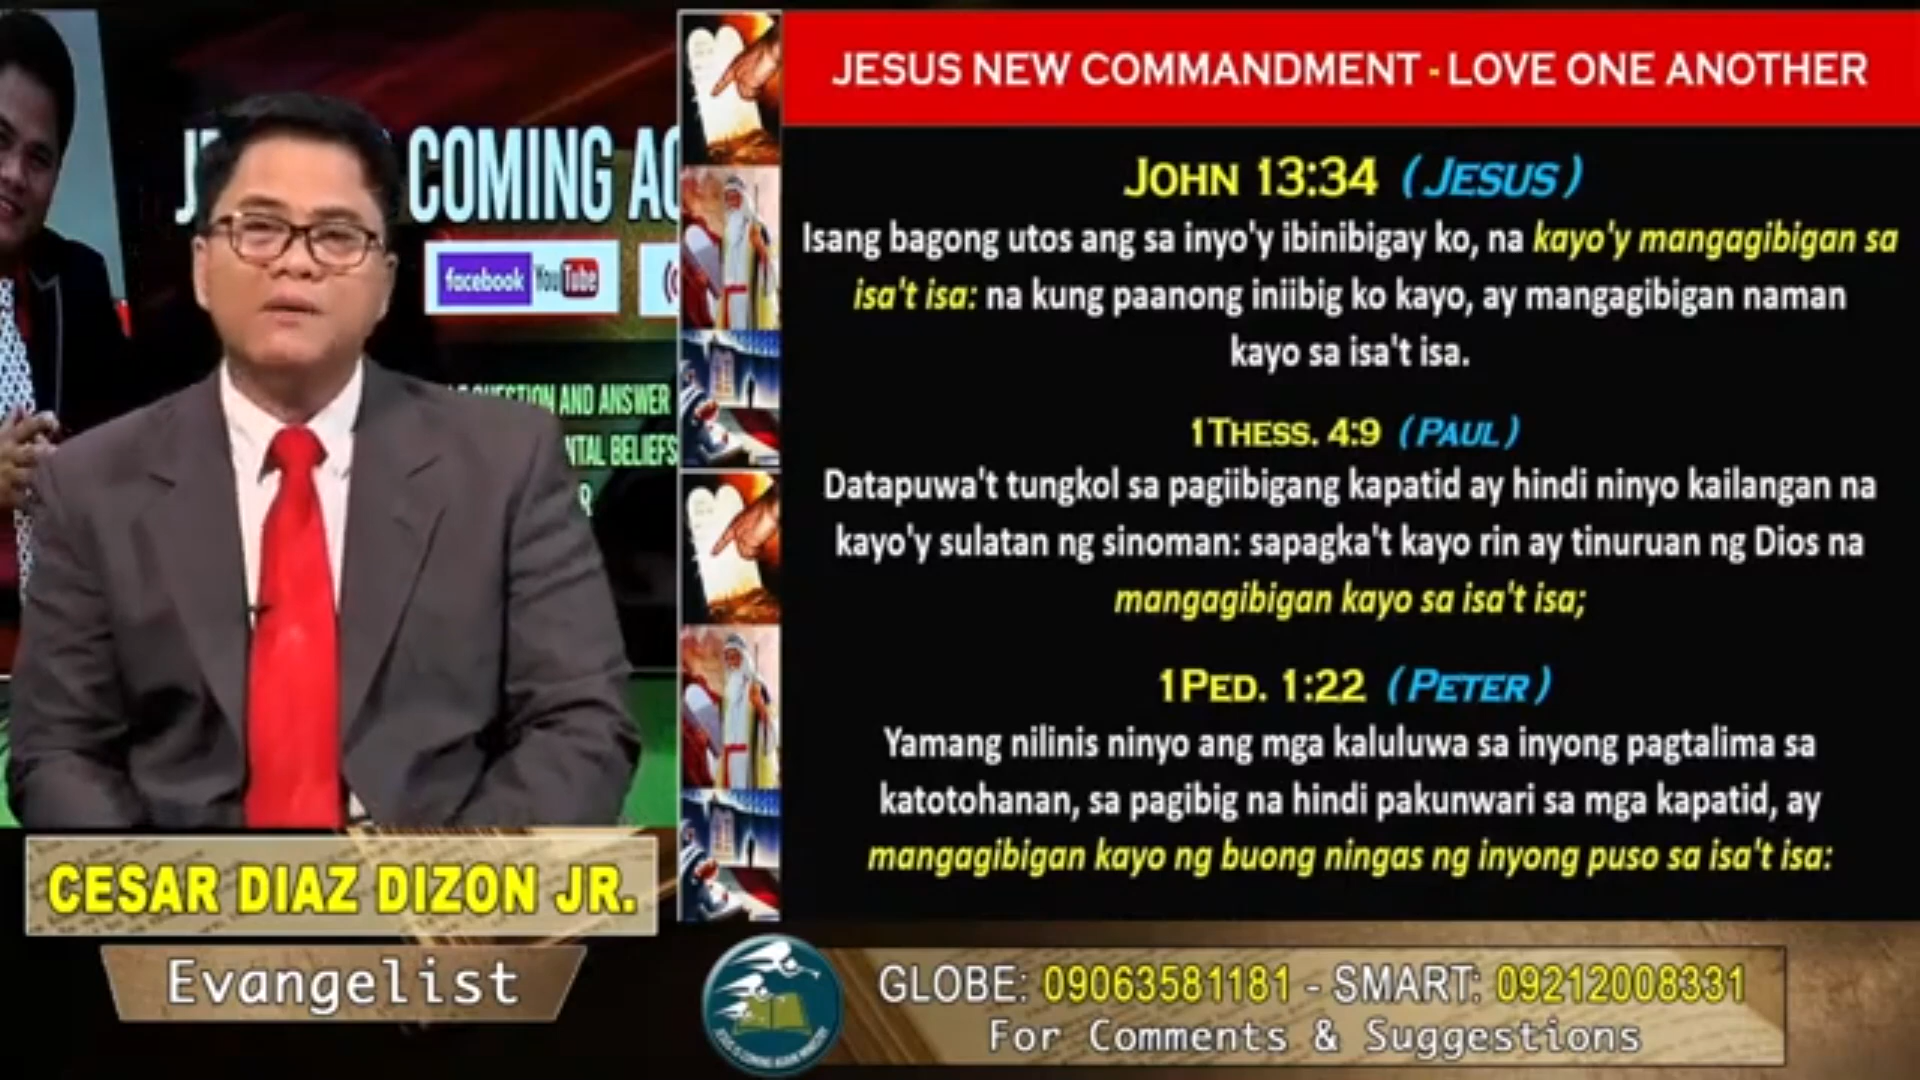 JESUS NEW COMMANDMENT - LOVE ONE ANOTHER
JOHN 13:34 (JESUS)
Isang bagong utos ang sa inyo'y ibinibigay ko, na kayo'y mangagibigan sa
isa't isa: na kung paanong iniibig ko kayo, ay mangagibigan naman
kayo sa isa't isa.
1THESS. 4:9 (PAUL)
Datapuwa't tungkol sa pagiibigang kapatid ay hindi ninyo kailangan na
kayo'y sulatan ng sinoman: sapagka't kayo rin ay tinuruan ng Dios na
mangagibigan kayo sa isa't isa;
1PED. 1:22 (PETER)
Yamang nilinis ninyo ang mga kaluluwa sa inyong pagtalima sa
katotohanan, sa pagibig na hindi pakunwari sa mga kapatid, ay
mangagibigan kayo ng buong ningas ng inyong puso sa isa't isa:
COMING
facebook YouTube
QUESTION AND ANSWER
BELIEFS
CESAR DIAZ DIZON JR.
Evangelist
JESUS IS COMING AGAIN MINISTRY
GLOBE: 09063581181 - SMART: 09212008331
For Comments & Suggestions